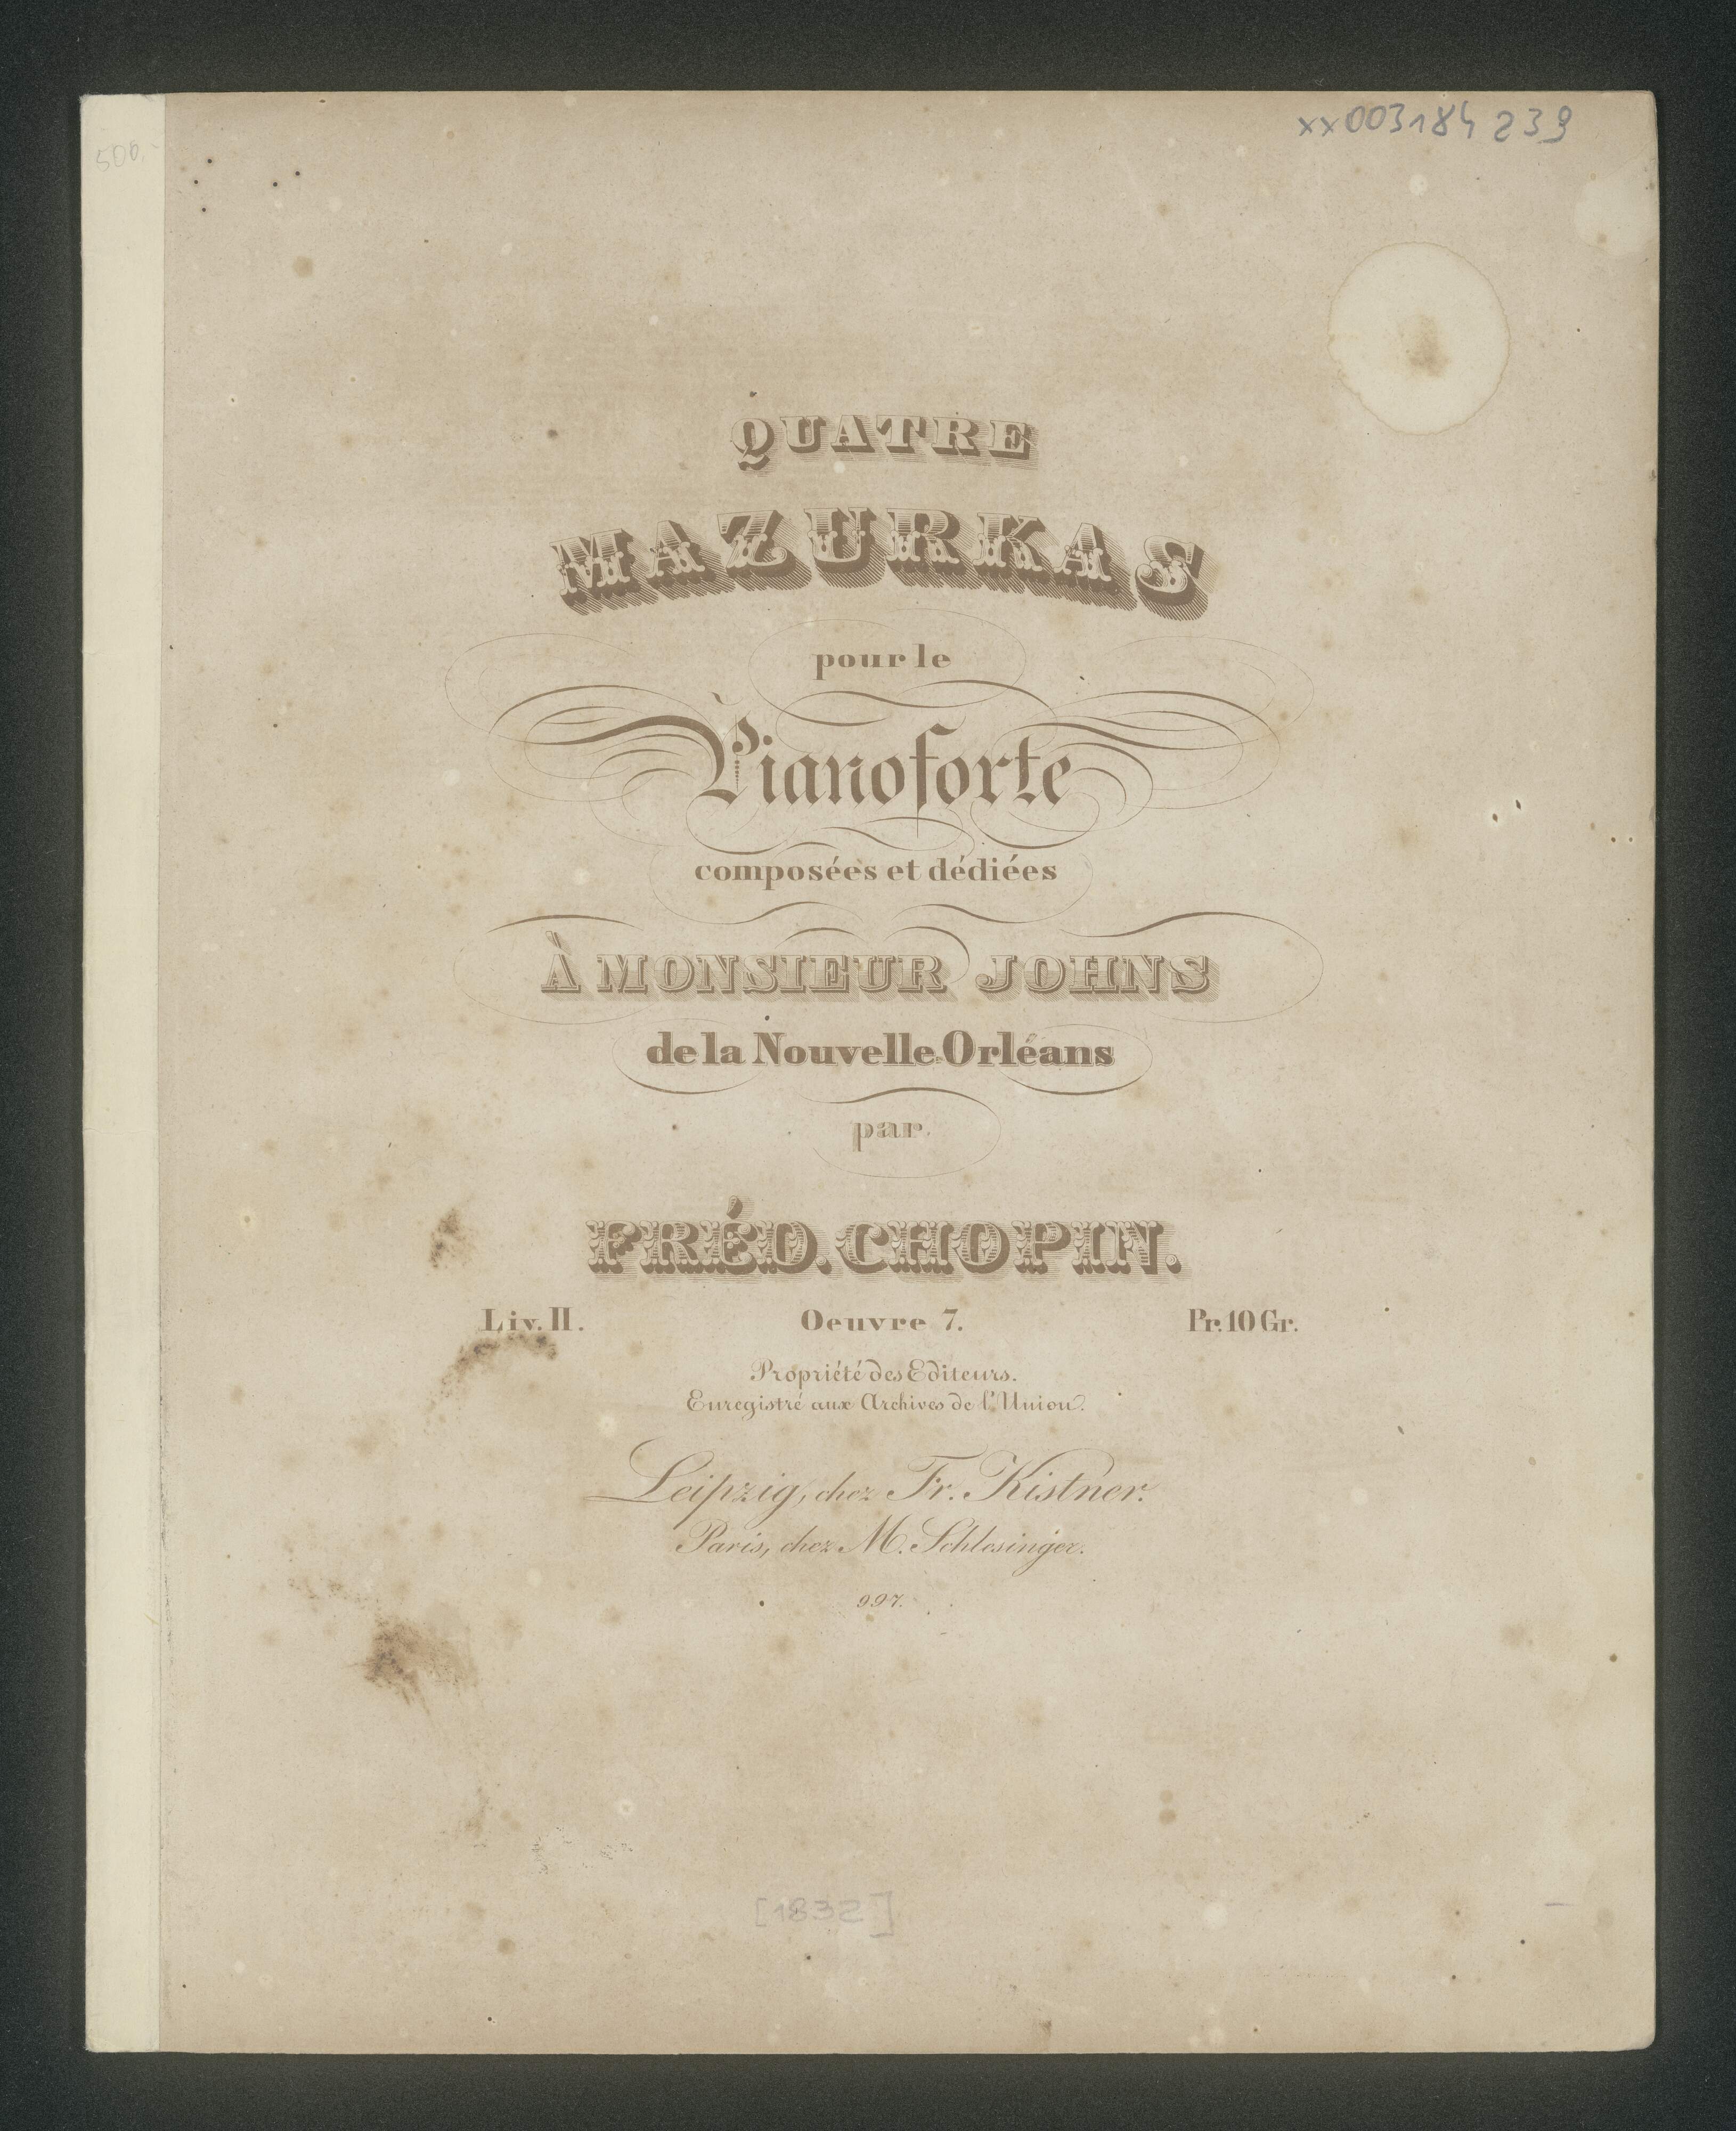 xx003184239
500,-
QUATRE
MAZURKAS
pour le
Pianoforte
composées et dédiées
À MONSIEUR JOHNS
de la Nouvelle-Orléans
par
FRÉD. CHOPIN.
Liv. II. Oeuvre 7. Pr. 10 Gr.
Propriété des Editeurs.
Enregistré aux Archives de l'Union.
Leipzig, chez Fr. Kistner.
Paris, chez M. Schlesinger.
997.
[1832]